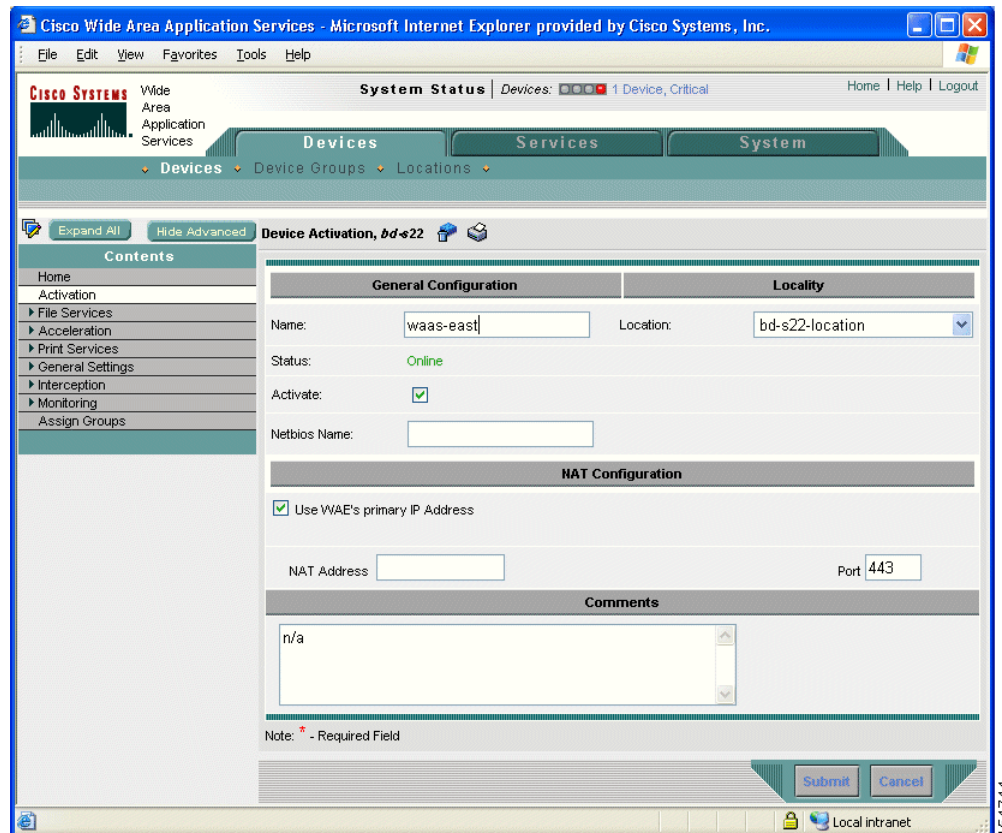 Cisco Wide Area Application Services - Microsoft Internet Explorer provided by Cisco Systems, Inc.
File Edit View Favorites Tools Help
CISCO SYSTEMS
Wide
Area
Application
Services
System Status | Devices: 1 Device, Critical
Home | Help | Logout
Devices Services System
Devices Device Groups Locations
Expand All Hide Advanced
Device Activation, bd-s22
Contents
Home
Activation
File Services
Acceleration
Print Services
General Settings
Interception
Monitoring
Assign Groups
General Configuration Locality
Name: waas-east Location: bd-s22-location
Status: Online
Activate:
Netbios Name:
NAT Configuration
Use WAE's primary IP Address
NAT Address Port 443
Comments
n/a
Note: * - Required Field
Submit Cancel
Local intranet